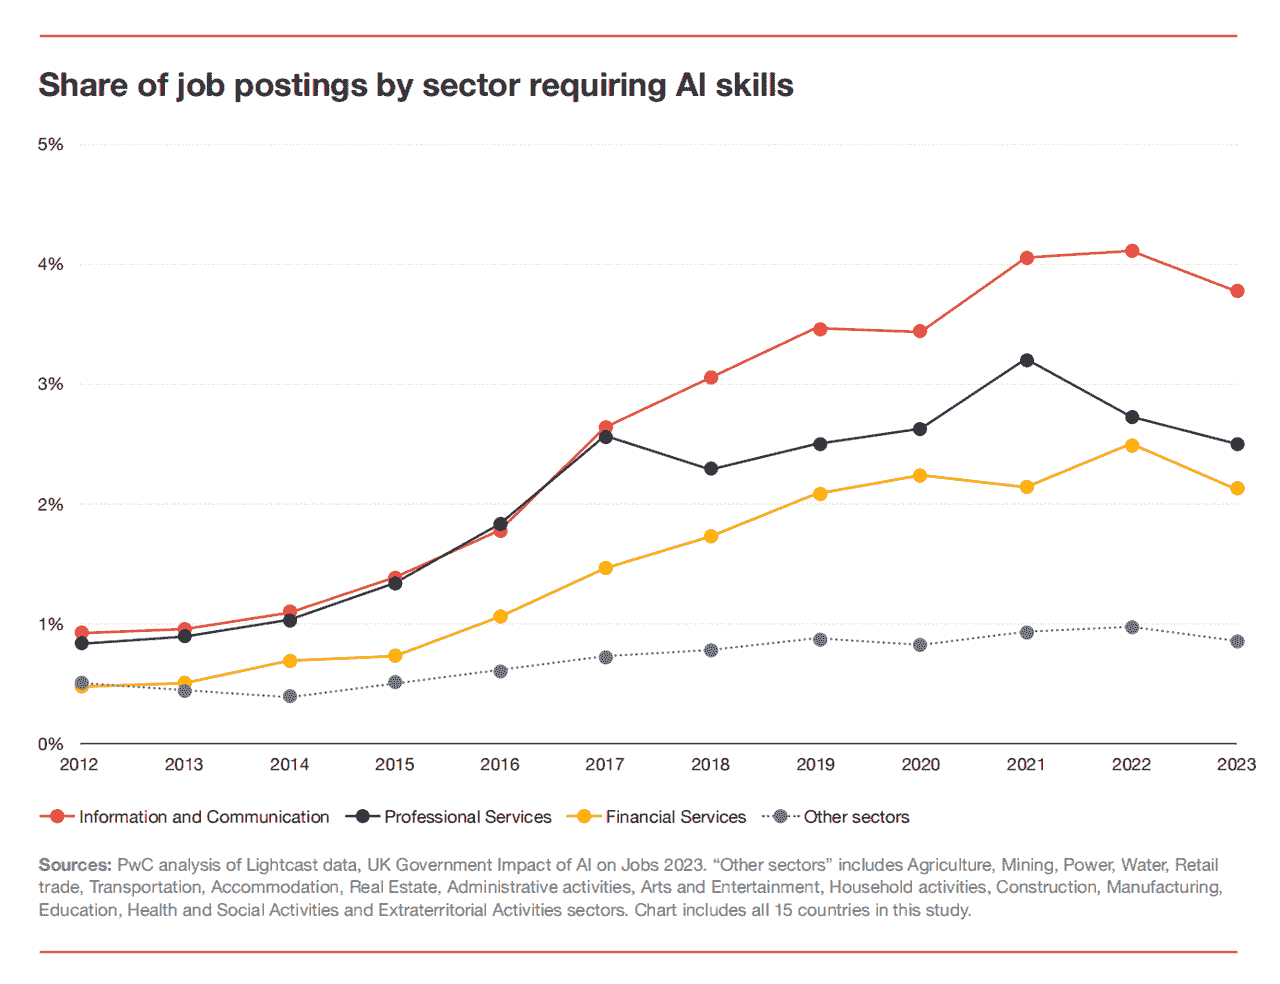 Share of job postings by sector requiring AI skills
5%
4%
3%
2%
1%
0%
2012 2013 2014 2015 2016 2017 2018 2019 2020 2021 2022 2023
Information and Communication Professional Services Financial Services Other sectors
Sources: PwC analysis of Lightcast data, UK Government Impact of AI on Jobs 2023. “Other sectors” includes Agriculture, Mining, Power, Water, Retail
trade, Transportation, Accommodation, Real Estate, Administrative activities, Arts and Entertainment, Household activities, Construction, Manufacturing,
Education, Health and Social Activities and Extraterritorial Activities sectors. Chart includes all 15 countries in this study.